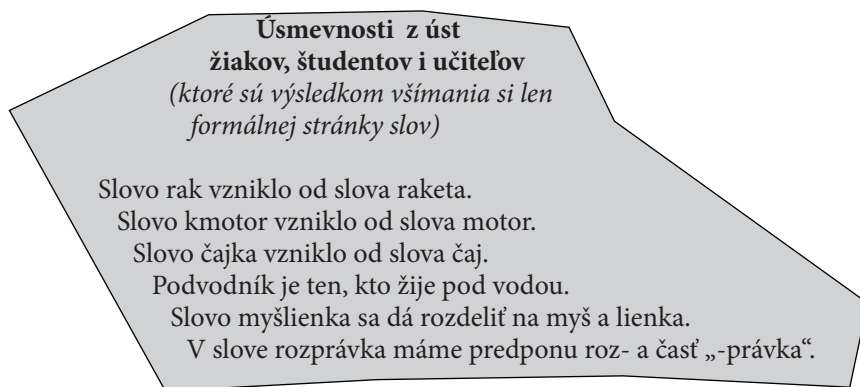 Úsmevnosti z úst
žiakov, študentov i učiteľov
(ktoré sú výsledkom všímania si len
formálnej stránky slov)
Slovo rak vzniklo od slova raketa.
Slovo kmotor vzniklo od slova motor.
Slovo čajka vzniklo od slova čaj.
Podvodník je ten, kto žije pod vodou.
Slovo myšlienka sa dá rozdeliť na myš a lienka.
V slove rozprávka máme predponu roz- a časť „-právka“.